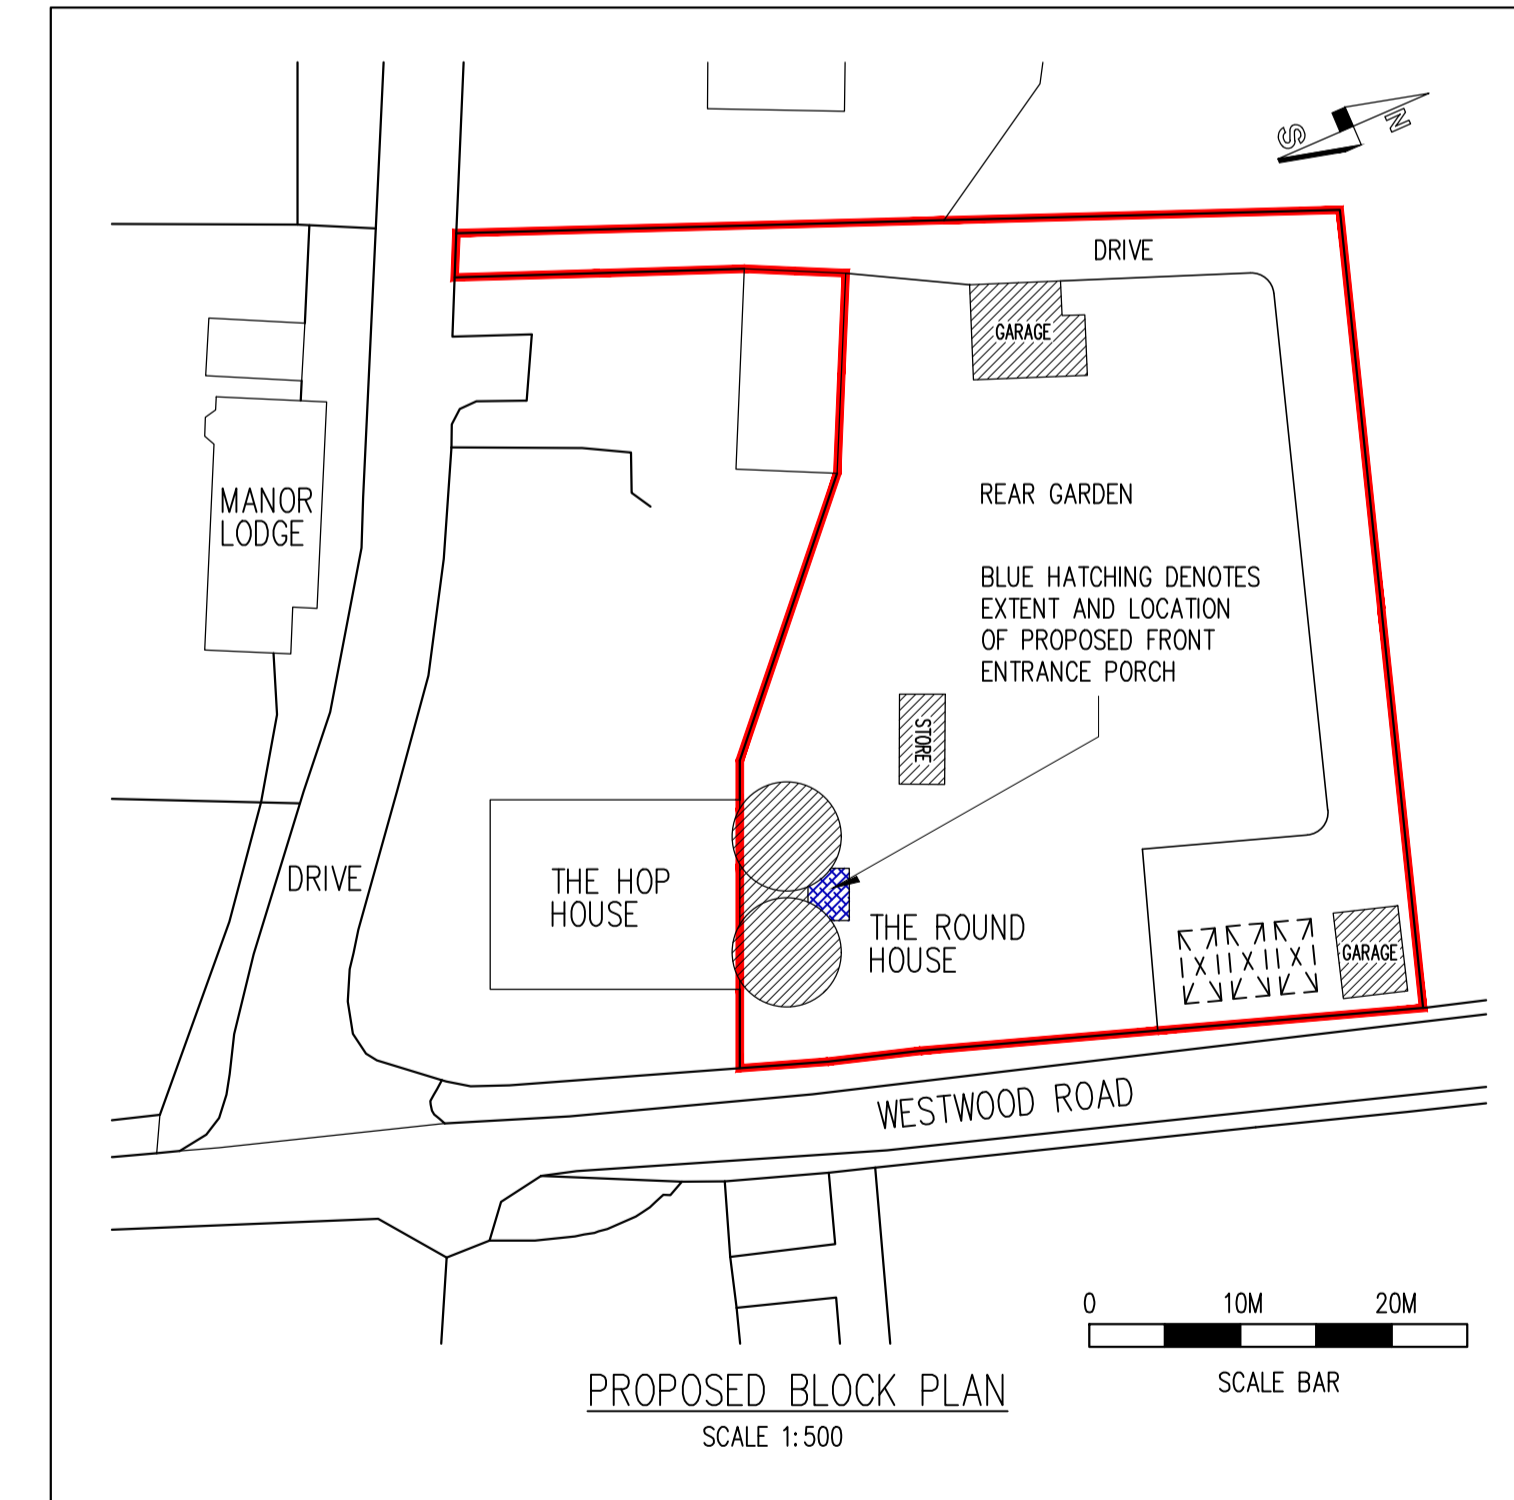 S
N
DRIVE
GARAGE
MANOR
LODGE
REAR GARDEN
BLUE HATCHING DENOTES
EXTENT AND LOCATION
OF PROPOSED FRONT
ENTRANCE PORCH
STORE
DRIVE
THE HOP
HOUSE
THE ROUND
HOUSE
X X X
GARAGE
WESTWOOD ROAD
0 10M 20M
SCALE BAR
PROPOSED BLOCK PLAN
SCALE 1:500